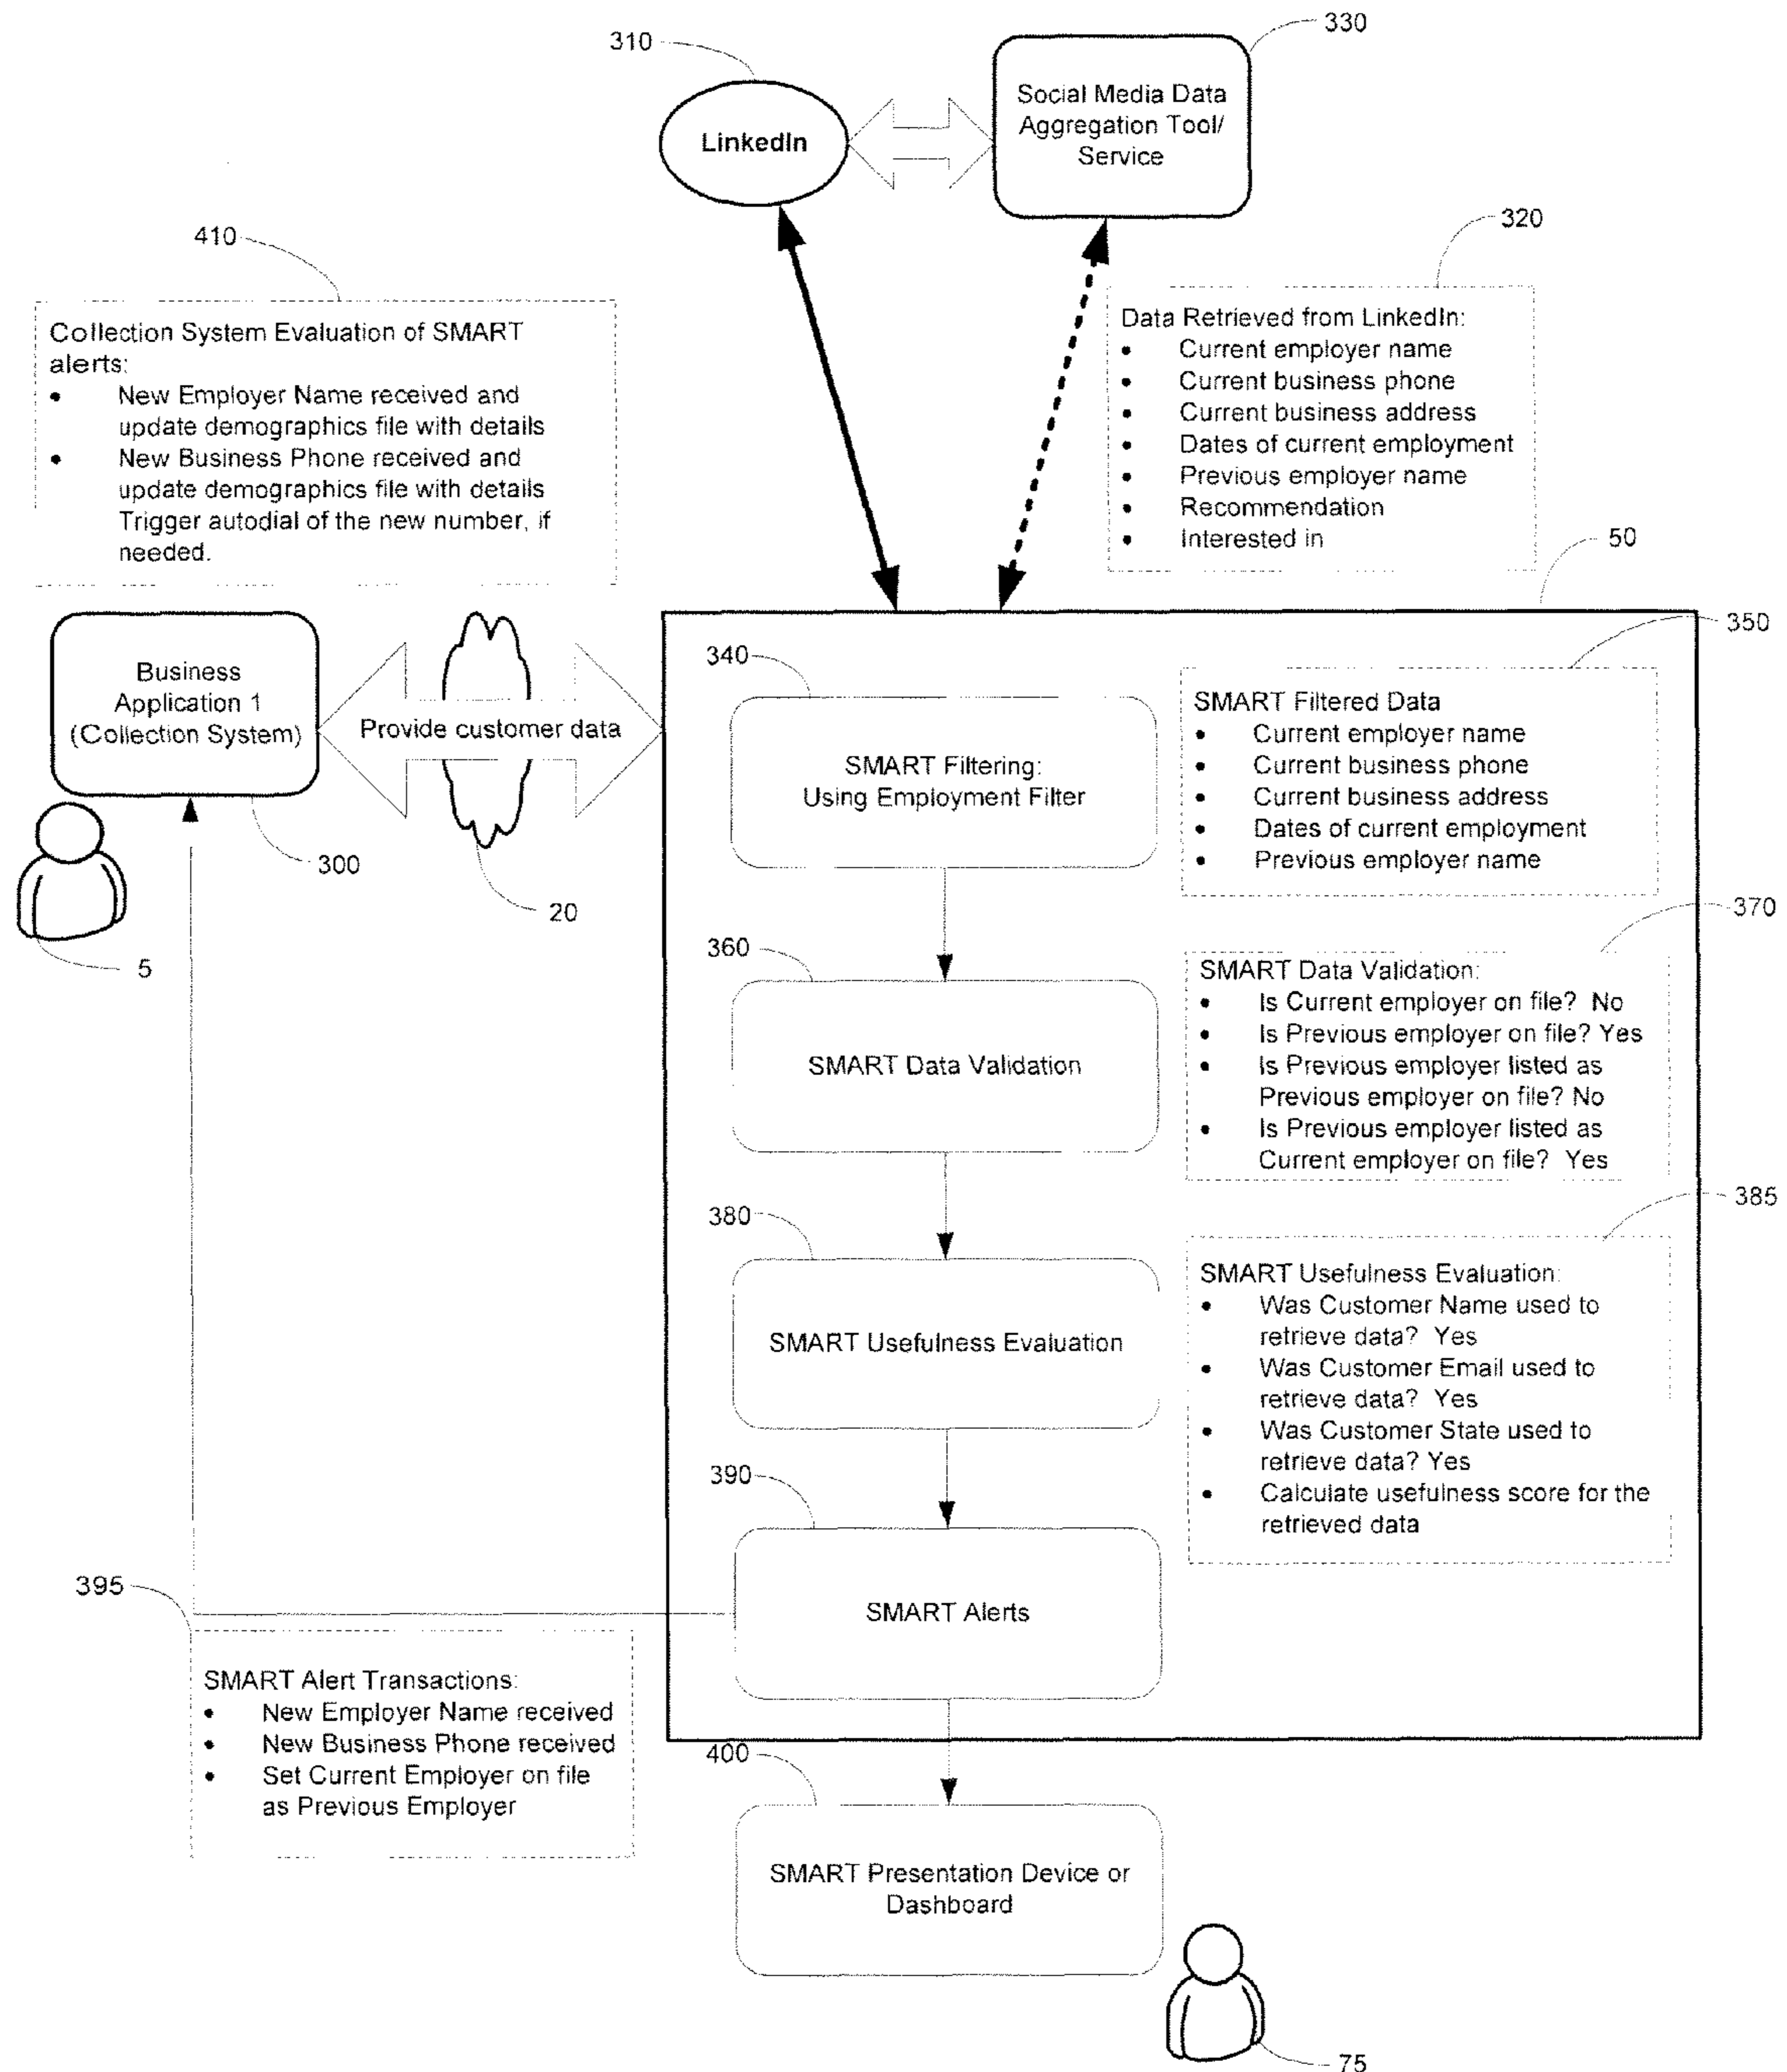 310
330
LinkedIn
Social Media Data
Aggregation Tool/
Service
410
320
Collection System Evaluation of SMART
alerts:
• New Employer Name received and
update demographics file with details
• New Business Phone received and
update demographics file with details
Trigger autodial of the new number, if
needed.
Data Retrieved from LinkedIn:
• Current employer name
• Current business phone
• Current business address
• Dates of current employment
• Previous employer name
• Recommendation
• Interested in
50
350
Business
Application 1
(Collection System)
Provide customer data
300
20
5
340
SMART Filtering:
Using Employment Filter
SMART Filtered Data
• Current employer name
• Current business phone
• Current business address
• Dates of current employment
• Previous employer name
370
360
SMART Data Validation
SMART Data Validation:
• Is Current employer on file? No
• Is Previous employer on file? Yes
• Is Previous employer listed as
Previous employer on file? No
• Is Previous employer listed as
Current employer on file? Yes
385
380
SMART Usefulness Evaluation
SMART Usefulness Evaluation:
• Was Customer Name used to
retrieve data? Yes
• Was Customer Email used to
retrieve data? Yes
• Was Customer State used to
retrieve data? Yes
• Calculate usefulness score for the
retrieved data
390
SMART Alerts
395
SMART Alert Transactions:
• New Employer Name received
• New Business Phone received
• Set Current Employer on file
as Previous Employer
400
SMART Presentation Device or
Dashboard
75